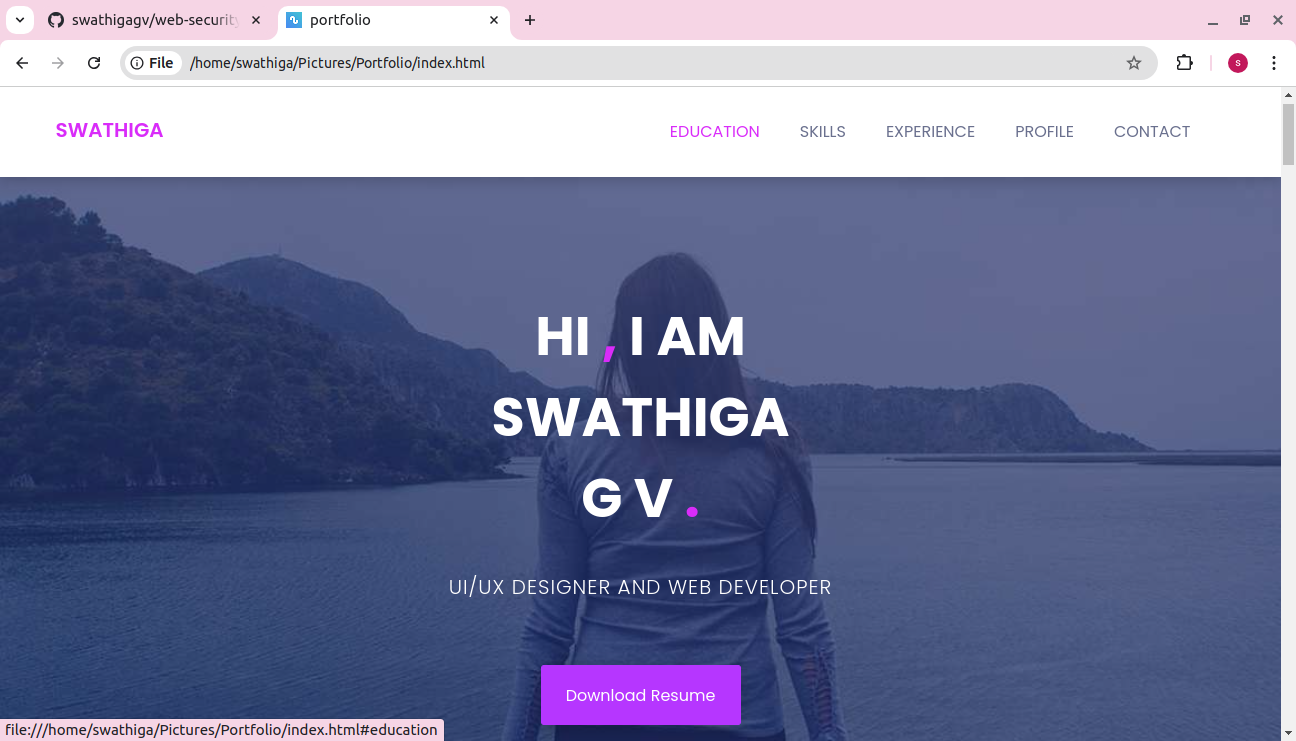 swathigagv/web-security
portfolio
File
/home/swathiga/Pictures/Portfolio/index.html
s
SWATHIGA
EDUCATION
SKILLS
EXPERIENCE
PROFILE
CONTACT
HI , I AM
SWATHIGA
G V .
UI/UX DESIGNER AND WEB DEVELOPER
Download Resume
file:///home/swathiga/Pictures/Portfolio/index.html#education